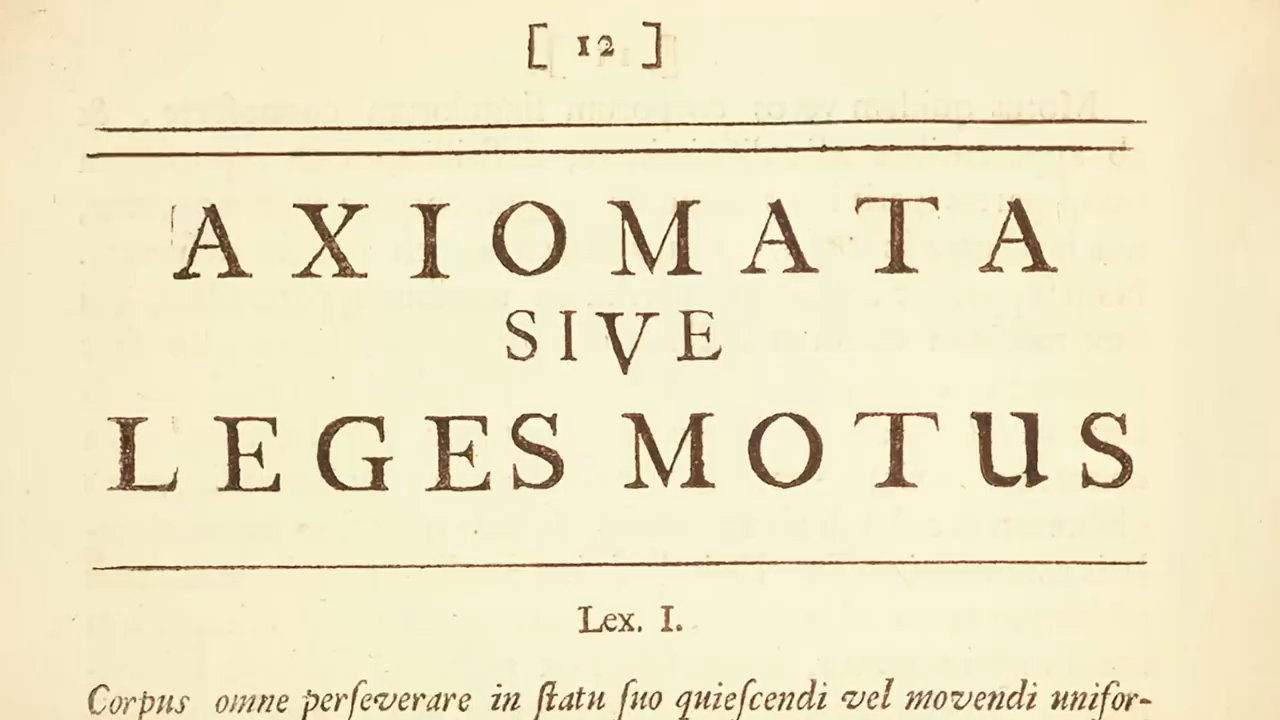 [ 12 ]
AXIOMATA
SIVE
LEGES MOTUS
Lex. I.
Corpus omne perſeverare in ſtatu ſuo quieſcendi vel movendi unifor-